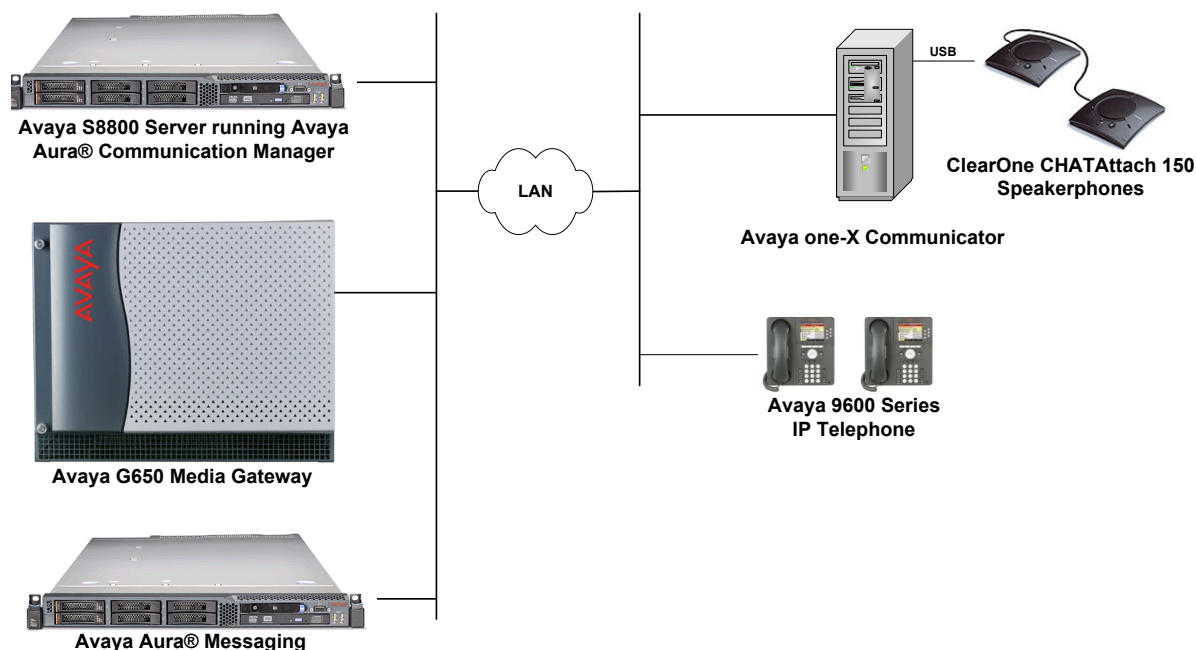 Avaya S8800 Server running Avaya
Aura® Communication Manager
AVAYA
Avaya G650 Media Gateway
Avaya Aura® Messaging
LAN
USB
ClearOne CHATAttach 150
Speakerphones
Avaya one-X Communicator
Avaya 9600 Series
IP Telephone